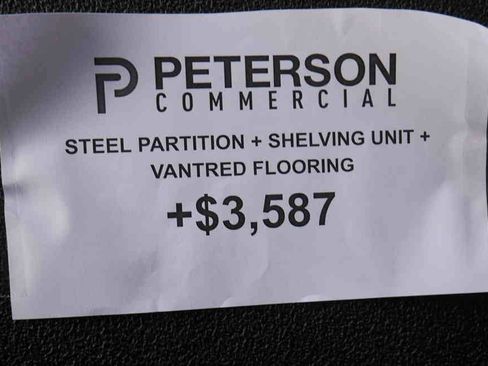 PETERSON
COMMERCIAL
STEEL PARTITION + SHELVING UNIT +
VANTRED FLOORING
+$3,587